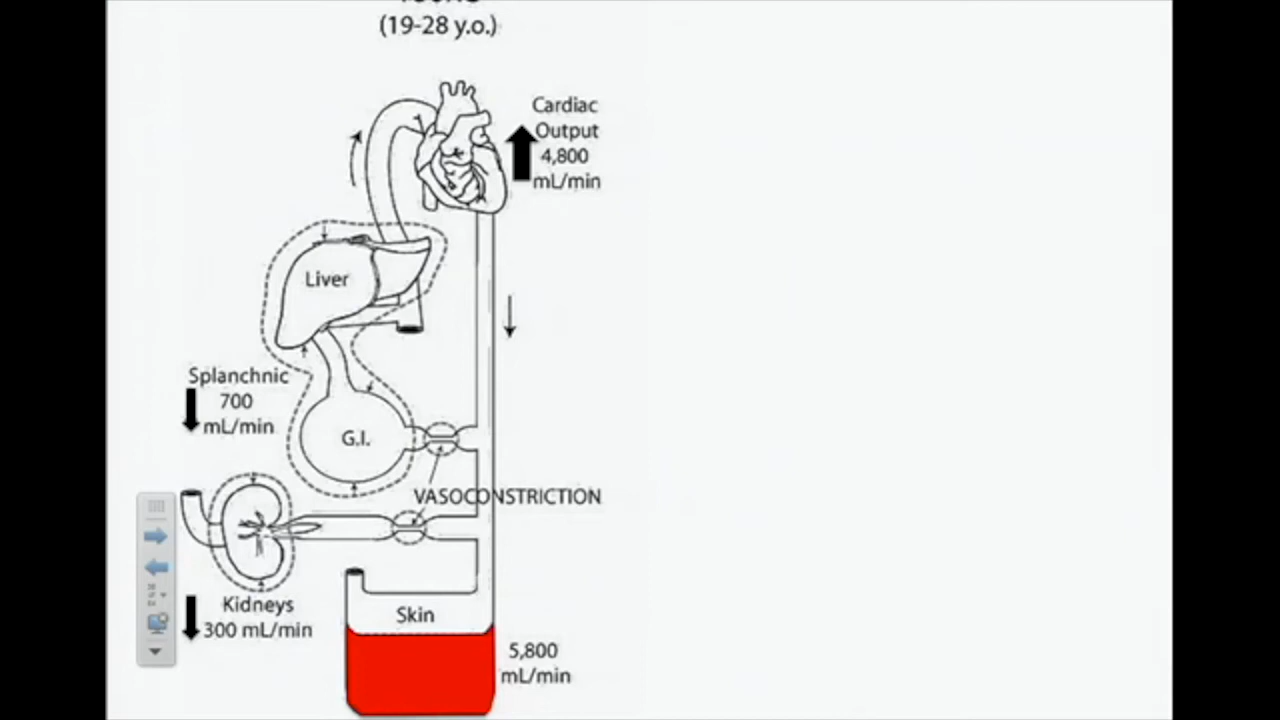 (19-28 y.o.)
Cardiac
Output
4,800
mL/min
Liver
Splanchnic
700
mL/min
G.I.
VASOCONSTRICTION
Kidneys
300 mL/min
Skin
5,800
mL/min